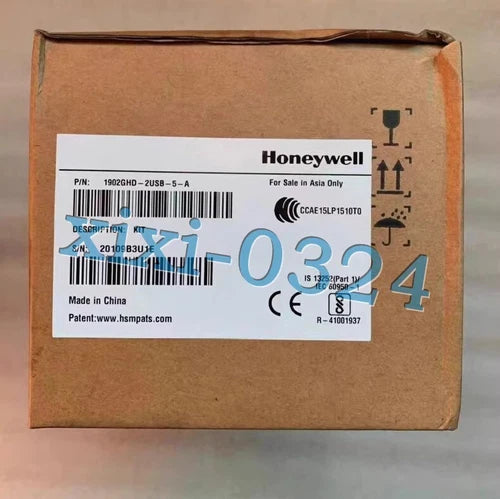 Honeywell
P/N: 1902GHD-2USB-5-A
For Sale in Asia Only
CCAE15LP1510T0
DESCRIPTION: KIT
S/N: 20109B3U1E
xixi-0324
IS 13252(Part 1)/
IEC 60950-1
Made in China
CE
Patent:www.hsmpats.com
R-41001937